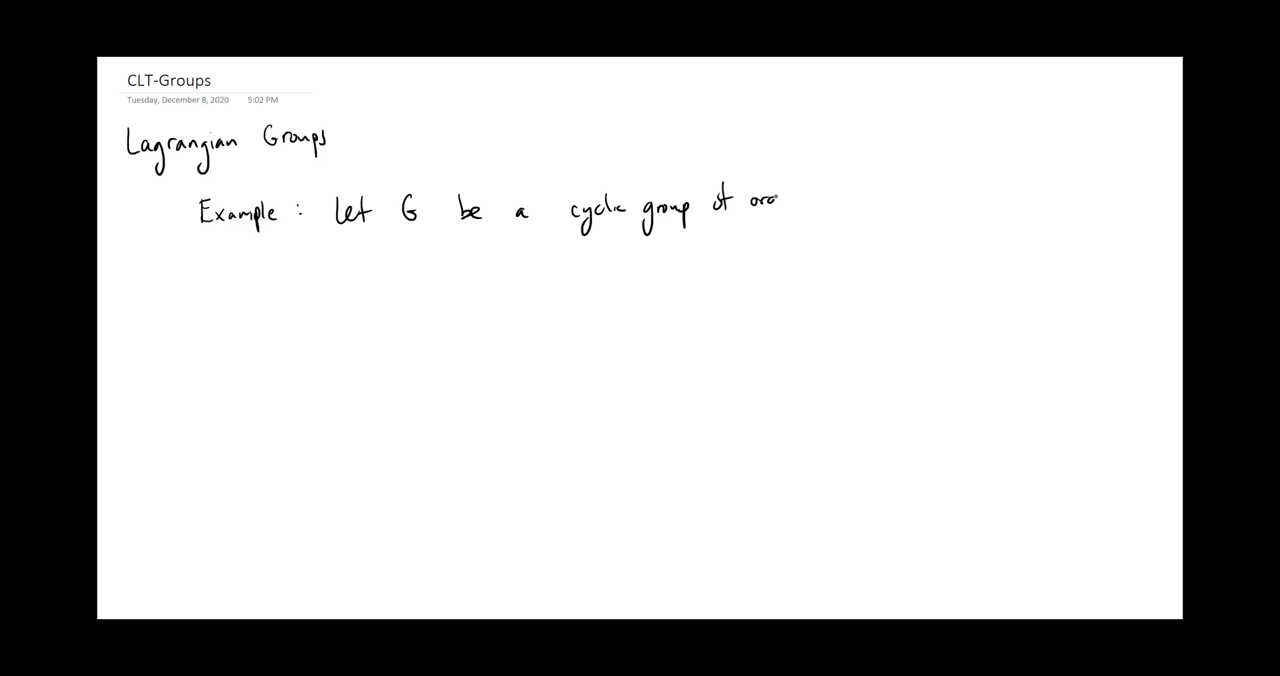 CLT-Groups
Tuesday, December 8, 2020 5:02 PM
Lagrangian Groups
Example : Let G be a cyclic group of